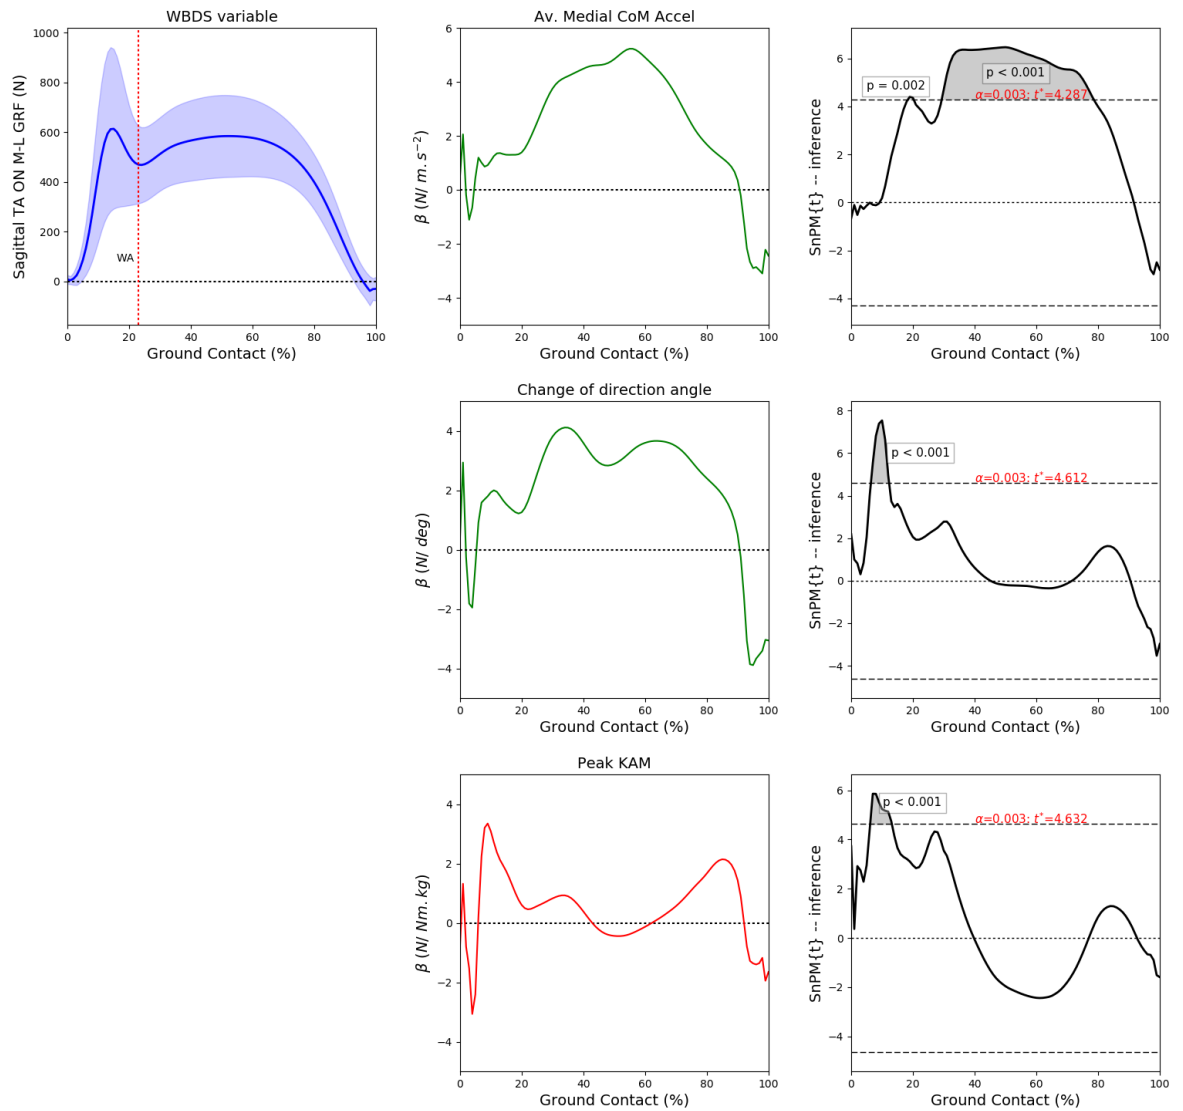 WBDS variable
Sagittal TA ON M-L GRF (N)
1000
800
600
400
200
0
WA
0 20 40 60 80 100
Ground Contact (%)
Av. Medial CoM Accel
β (N/ m. s⁻²)
6
4
2
0
−2
−4
0 20 40 60 80 100
Ground Contact (%)
SnPM{t} -- inference
6
4
2
0
−2
−4
p = 0.002
p < 0.001
α=0.003: t*=4.287
0 20 40 60 80 100
Ground Contact (%)
Change of direction angle
β (N/ deg)
4
2
0
−2
−4
0 20 40 60 80 100
Ground Contact (%)
SnPM{t} -- inference
8
6
4
2
0
−2
−4
p < 0.001
α=0.003: t*=4.612
0 20 40 60 80 100
Ground Contact (%)
Peak KAM
β (N/ Nm. kg)
4
2
0
−2
−4
0 20 40 60 80 100
Ground Contact (%)
SnPM{t} -- inference
6
4
2
0
−2
−4
p < 0.001
α=0.003: t*=4.632
0 20 40 60 80 100
Ground Contact (%)